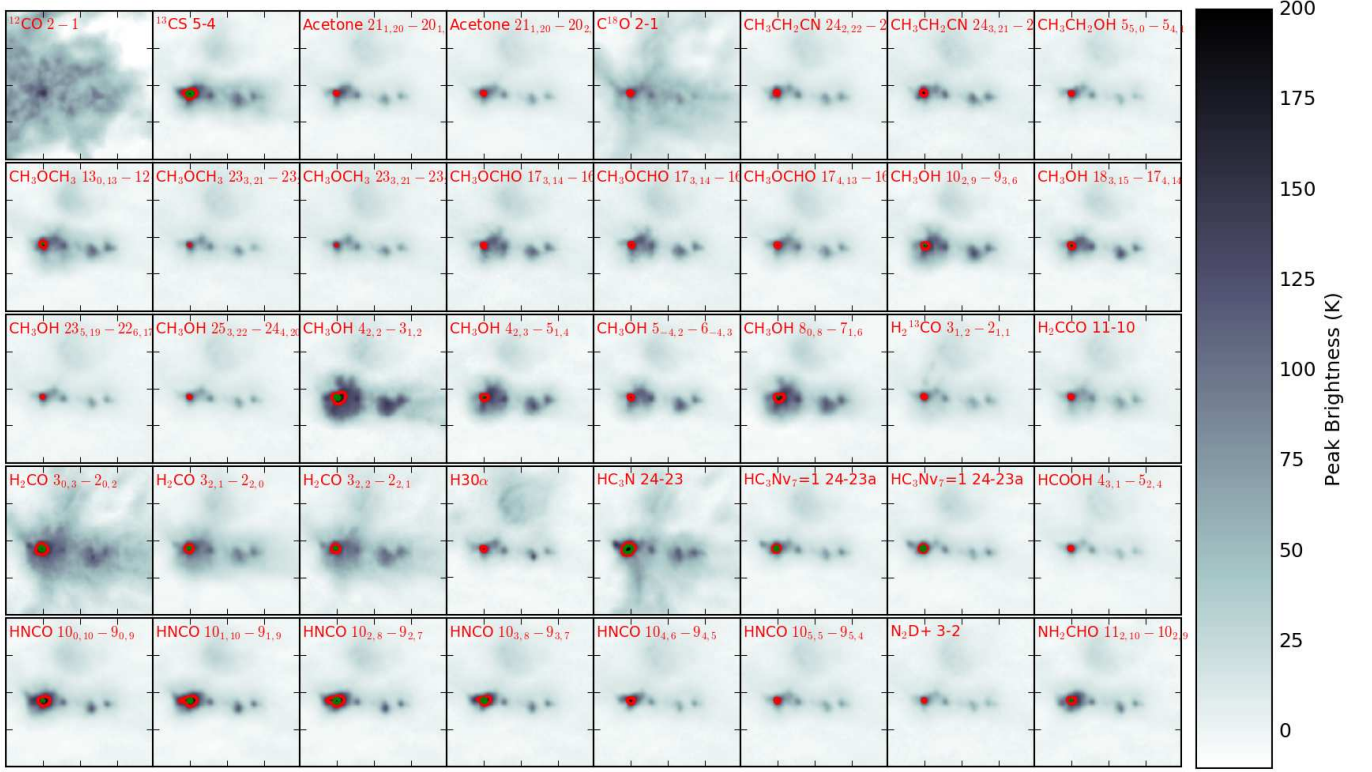 ¹²CO 2 − 1
¹³CS 5-4
Acetone 21₁,₂₀−20₁,
Acetone 21₁,₂₀−20₂,
C¹⁸O 2-1
CH₃CH₂CN 24₂,₂₂−2
CH₃CH₂CN 24₃,₂₁−2
CH₃CH₂OH 5₅,₀−5₄,₁
CH₃OCH₃ 13₀,₁₃−12
CH₃OCH₃ 23₃,₂₁−23
CH₃OCH₃ 23₃,₂₁−23
CH₃OCHO 17₃,₁₄−16
CH₃OCHO 17₃,₁₄−16
CH₃OCHO 17₄,₁₃−16
CH₃OH 10₂,₉−9₃,₆
CH₃OH 18₃,₁₅−17₄,₁₄
CH₃OH 23₅,₁₉−22₆,₁₇
CH₃OH 25₃,₂₂−24₄,₂₀
CH₃OH 4₂,₂−3₁,₂
CH₃OH 4₂,₃−5₁,₄
CH₃OH 5₋₄,₂−6₋₄,₃
CH₃OH 8₀,₈−7₁,₆
H₂¹³CO 3₁,₂−2₁,₁
H₂CCO 11-10
H₂CO 3₀,₃−2₀,₂
H₂CO 3₂,₁−2₂,₀
H₂CO 3₂,₂−2₂,₁
H30α
HC₃N 24-23
HC₃Nv₇=1 24-23a
HC₃Nv₇=1 24-23a
HCOOH 4₃,₁−5₂,₄
HNCO 10₀,₁₀−9₀,₉
HNCO 10₁,₁₀−9₁,₉
HNCO 10₂,₈−9₂,₇
HNCO 10₃,₈−9₃,₇
HNCO 10₄,₆−9₄,₅
HNCO 10₅,₅−9₅,₄
N₂D+ 3-2
NH₂CHO 11₂,₁₀−10₂,₉
200
175
150
125
100
75
50
25
0
Peak Brightness (K)